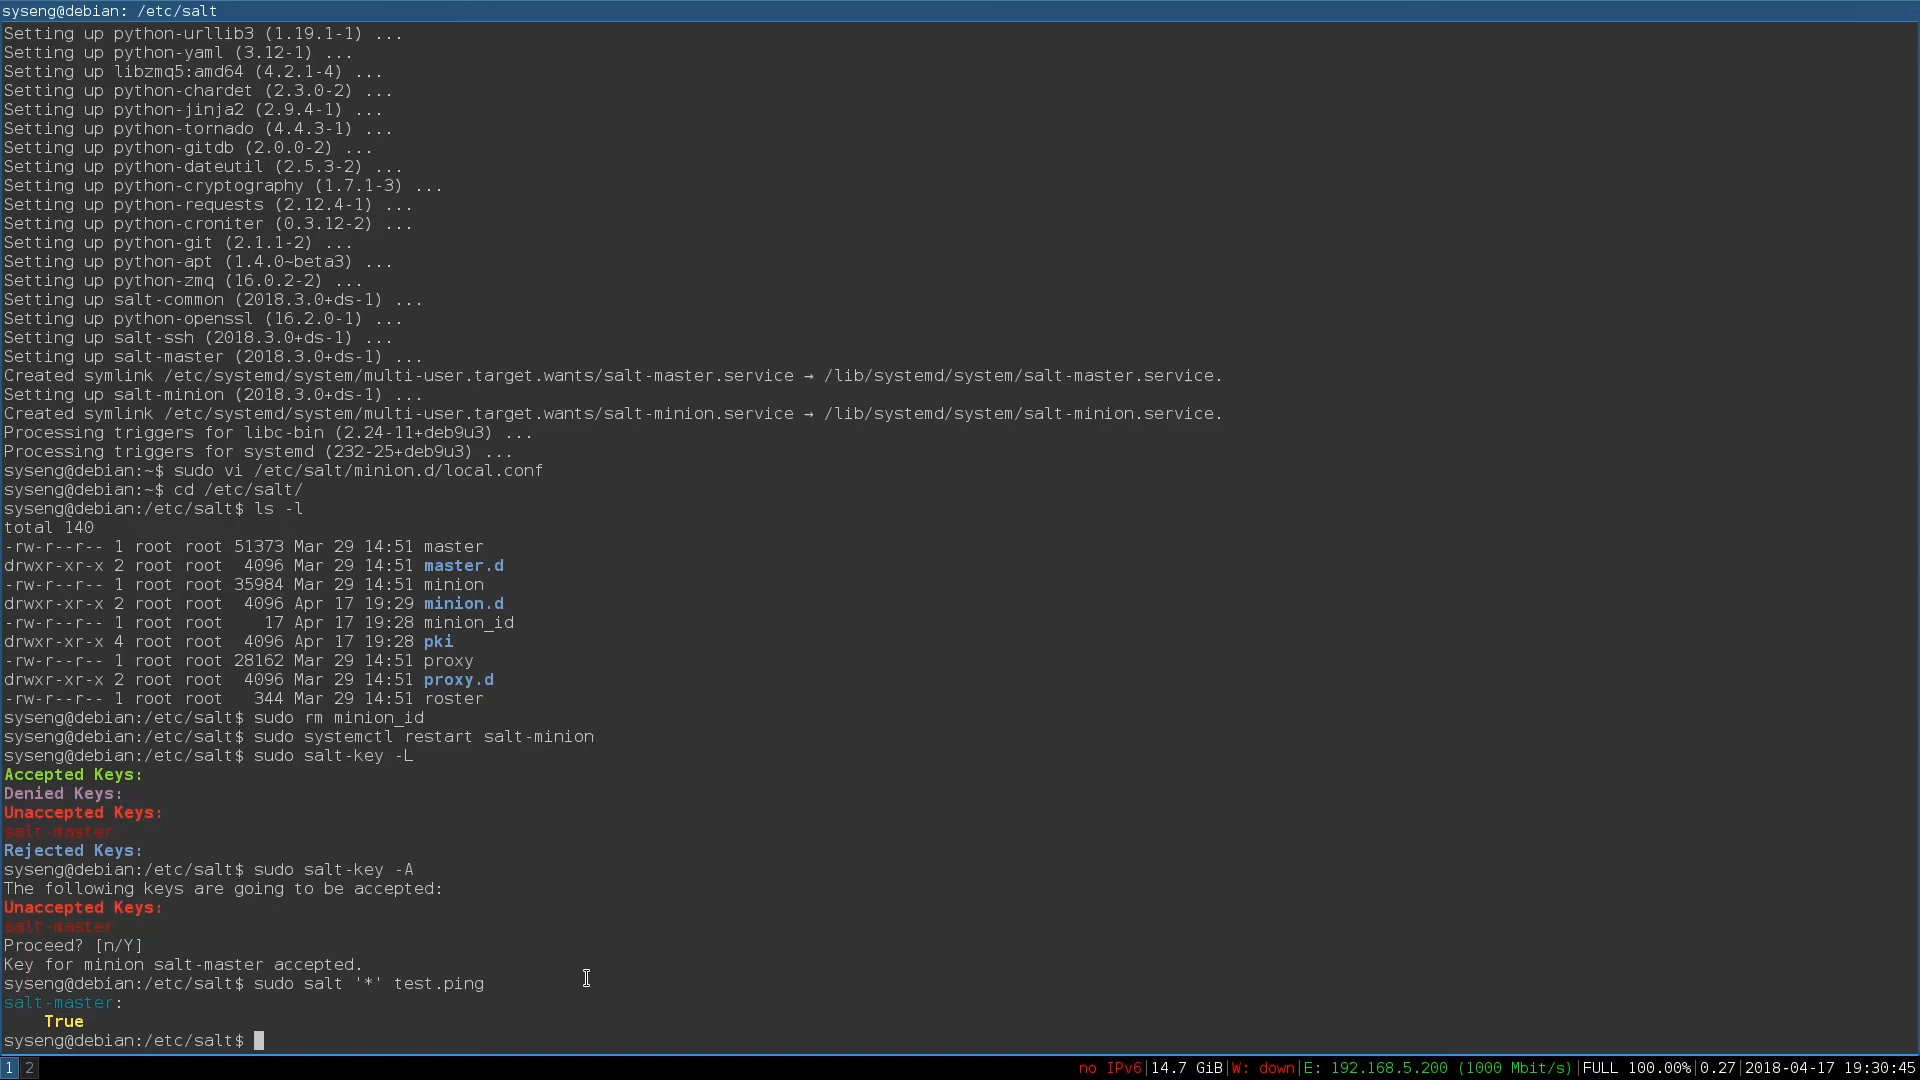 syseng@debian: /etc/salt
Setting up python-urllib3 (1.19.1-1) ...
Setting up python-yaml (3.12-1) ...
Setting up libzmq5:amd64 (4.2.1-4) ...
Setting up python-chardet (2.3.0-2) ...
Setting up python-jinja2 (2.9.4-1) ...
Setting up python-tornado (4.4.3-1) ...
Setting up python-gitdb (2.0.0-2) ...
Setting up python-dateutil (2.5.3-2) ...
Setting up python-cryptography (1.7.1-3) ...
Setting up python-requests (2.12.4-1) ...
Setting up python-croniter (0.3.12-2) ...
Setting up python-git (2.1.1-2) ...
Setting up python-apt (1.4.0~beta3) ...
Setting up python-zmq (16.0.2-2) ...
Setting up salt-common (2018.3.0+ds-1) ...
Setting up python-openssl (16.2.0-1) ...
Setting up salt-ssh (2018.3.0+ds-1) ...
Setting up salt-master (2018.3.0+ds-1) ...
Created symlink /etc/systemd/system/multi-user.target.wants/salt-master.service → /lib/systemd/system/salt-master.service.
Setting up salt-minion (2018.3.0+ds-1) ...
Created symlink /etc/systemd/system/multi-user.target.wants/salt-minion.service → /lib/systemd/system/salt-minion.service.
Processing triggers for libc-bin (2.24-11+deb9u3) ...
Processing triggers for systemd (232-25+deb9u3) ...
syseng@debian:~$ sudo vi /etc/salt/minion.d/local.conf
syseng@debian:~$ cd /etc/salt/
syseng@debian:/etc/salt$ ls -l
total 140
-rw-r--r-- 1 root root 51373 Mar 29 14:51 master
drwxr-xr-x 2 root root  4096 Mar 29 14:51 master.d
-rw-r--r-- 1 root root 35984 Mar 29 14:51 minion
drwxr-xr-x 2 root root  4096 Apr 17 19:29 minion.d
-rw-r--r-- 1 root root    17 Apr 17 19:28 minion_id
drwxr-xr-x 4 root root  4096 Apr 17 19:28 pki
-rw-r--r-- 1 root root 28162 Mar 29 14:51 proxy
drwxr-xr-x 2 root root  4096 Mar 29 14:51 proxy.d
-rw-r--r-- 1 root root   344 Mar 29 14:51 roster
syseng@debian:/etc/salt$ sudo rm minion_id
syseng@debian:/etc/salt$ sudo systemctl restart salt-minion
syseng@debian:/etc/salt$ sudo salt-key -L
Accepted Keys:
Denied Keys:
Unaccepted Keys:
salt-master
Rejected Keys:
syseng@debian:/etc/salt$ sudo salt-key -A
The following keys are going to be accepted:
Unaccepted Keys:
salt-master
Proceed? [n/Y]
Key for minion salt-master accepted.
syseng@debian:/etc/salt$ sudo salt '*' test.ping
salt-master:
    True
syseng@debian:/etc/salt$
1 2 no IPv6|14.7 GiB|W: down|E: 192.168.5.200 (1000 Mbit/s)|FULL 100.00%|0.27|2018-04-17 19:30:45